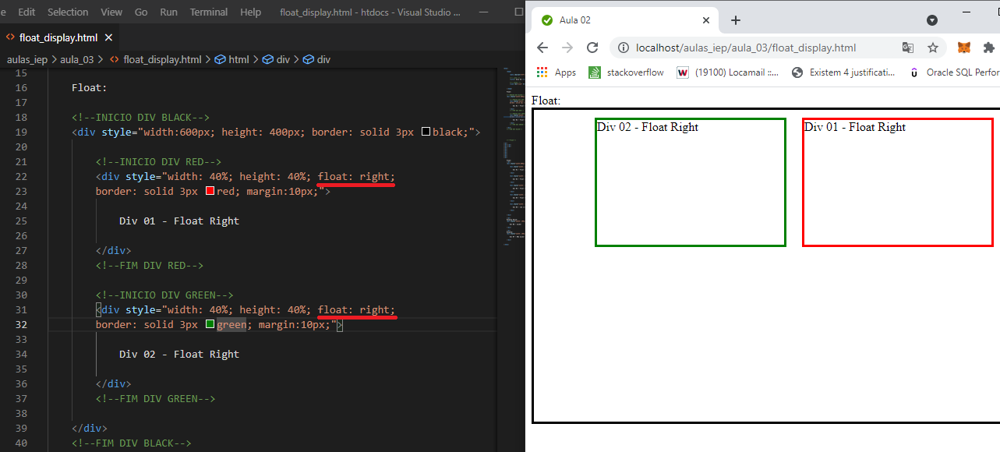 e Edit Selection View Go Run Terminal Help float_display.html - htdocs - Visual Studio ...
float_display.html
aulas_iep > aula_03 > float_display.html > html > div > div
15
16 Float:
17
18 <!--INICIO DIV BLACK-->
19 <div style="width:600px; height: 400px; border: solid 3px black;">
20
21 <!--INICIO DIV RED-->
22 <div style="width: 40%; height: 40%; float: right;
23 border: solid 3px red; margin:10px;">
24
25 Div 01 - Float Right
26
27 </div>
28 <!--FIM DIV RED-->
29
30 <!--INICIO DIV GREEN-->
31 <div style="width: 40%; height: 40%; float: right;
32 border: solid 3px green; margin:10px;">
33
34 Div 02 - Float Right
35
36 </div>
37 <!--FIM DIV GREEN-->
38
39 </div>
40 <!--FIM DIV BLACK-->
Aula 02
localhost/aulas_iep/aula_03/float_display.html
Apps stackoverflow (19100) Locamail ::... Existem 4 justificati... Oracle SQL Perfor
Float:
Div 02 - Float Right Div 01 - Float Right